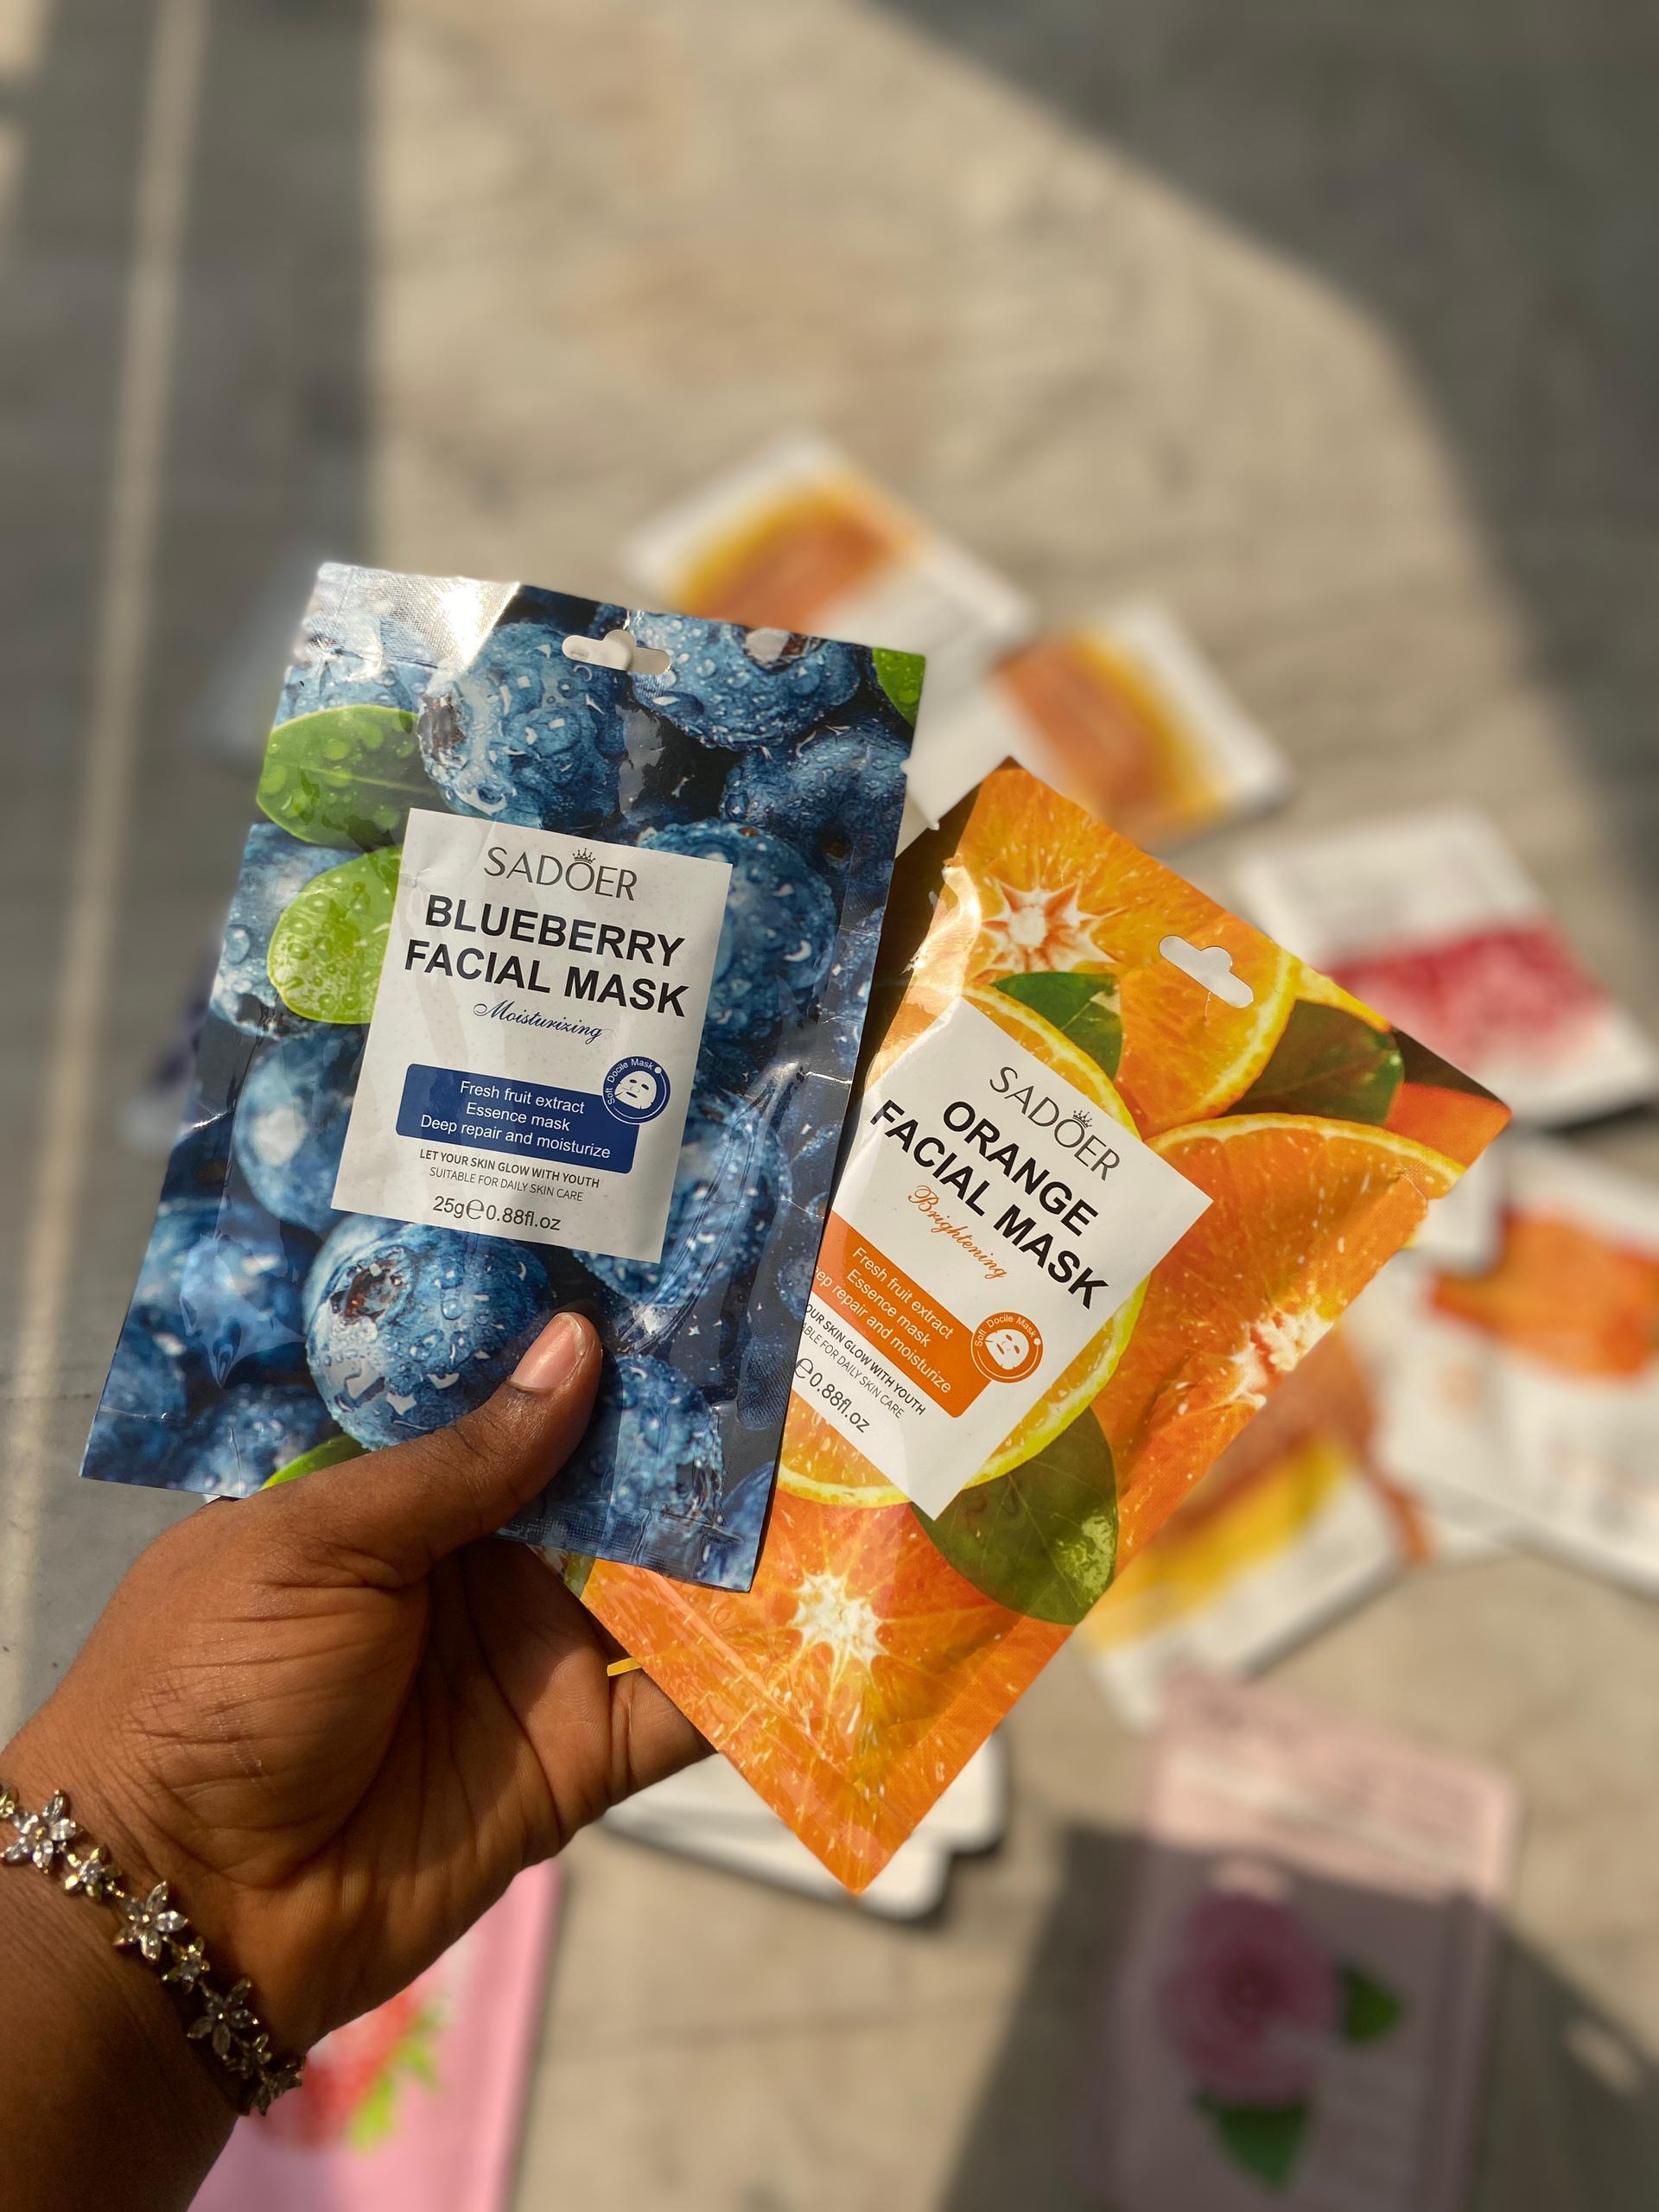 SADOER
BLUEBERRY
FACIAL MASK
Moisturizing
Soft Docile Mask
Fresh fruit extract
Essence mask
Deep repair and moisturize
LET YOUR SKIN GLOW WITH YOUTH
SUITABLE FOR DAILY SKIN CARE
25g℮0.88fl.oz
SADOER
ORANGE
FACIAL MASK
Brightening
Fresh fruit extract
Essence mask
eep repair and moisturize
Soft Docile Mask
OUR SKIN GLOW WITH YOUTH
BLE FOR DAILY SKIN CARE
℮0.88fl.oz